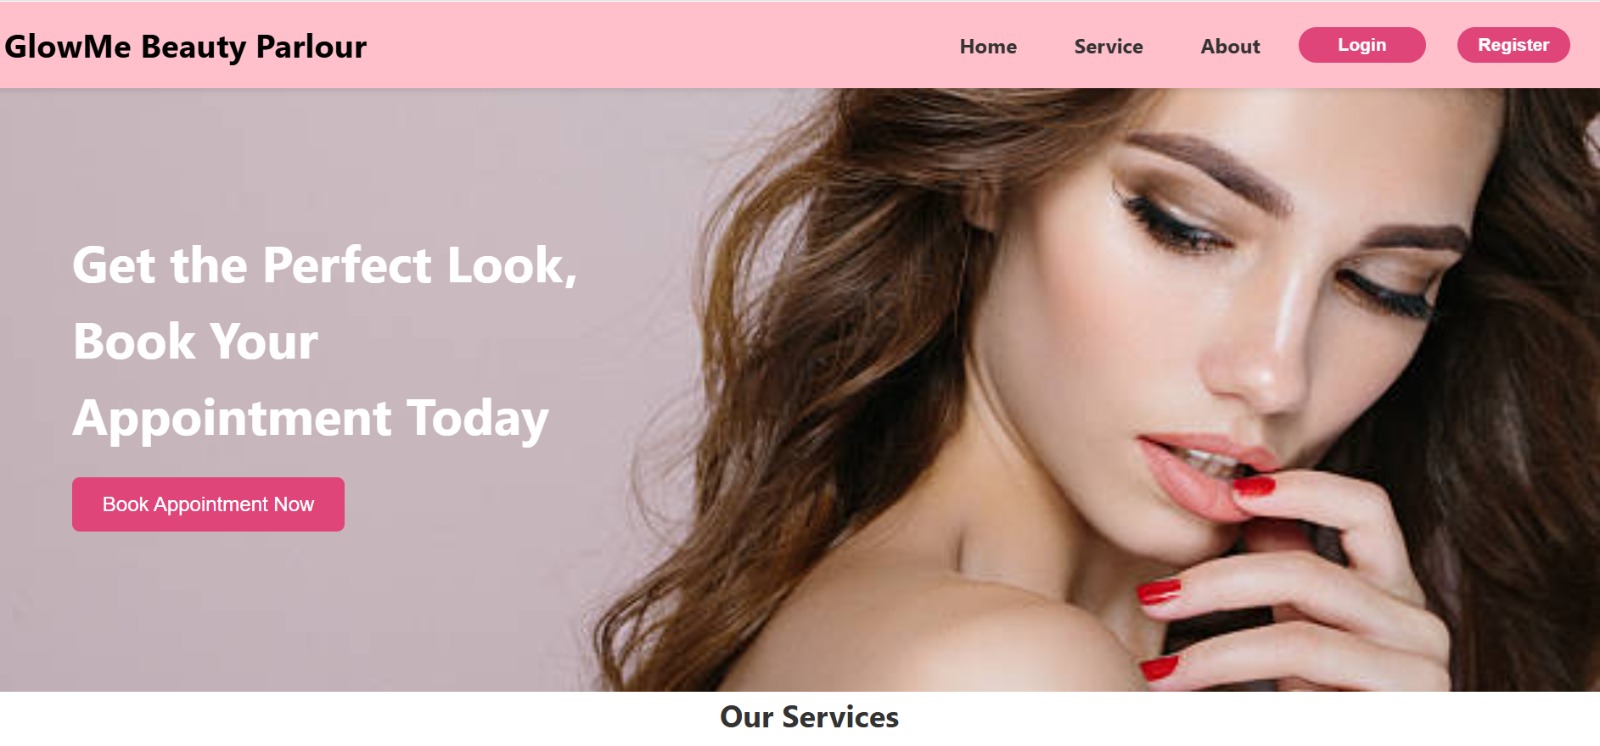 GlowMe Beauty Parlour
Home Service About Login Register
Get the Perfect Look,
Book Your
Appointment Today
Book Appointment Now
Our Services